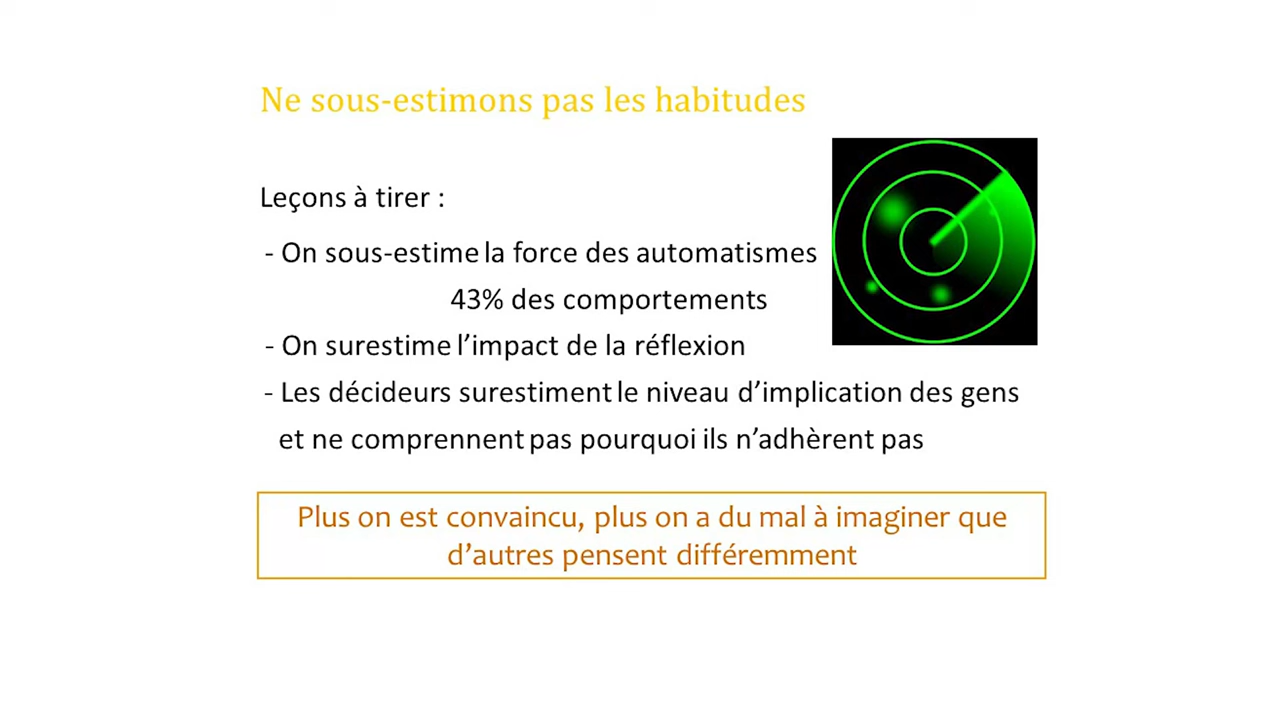 Ne sous-estimons pas les habitudes
Leçons à tirer :
- On sous-estime la force des automatismes
43% des comportements
- On surestime l’impact de la réflexion
- Les décideurs surestiment le niveau d’implication des gens
et ne comprennent pas pourquoi ils n’adhèrent pas
Plus on est convaincu, plus on a du mal à imaginer que
d’autres pensent différemment